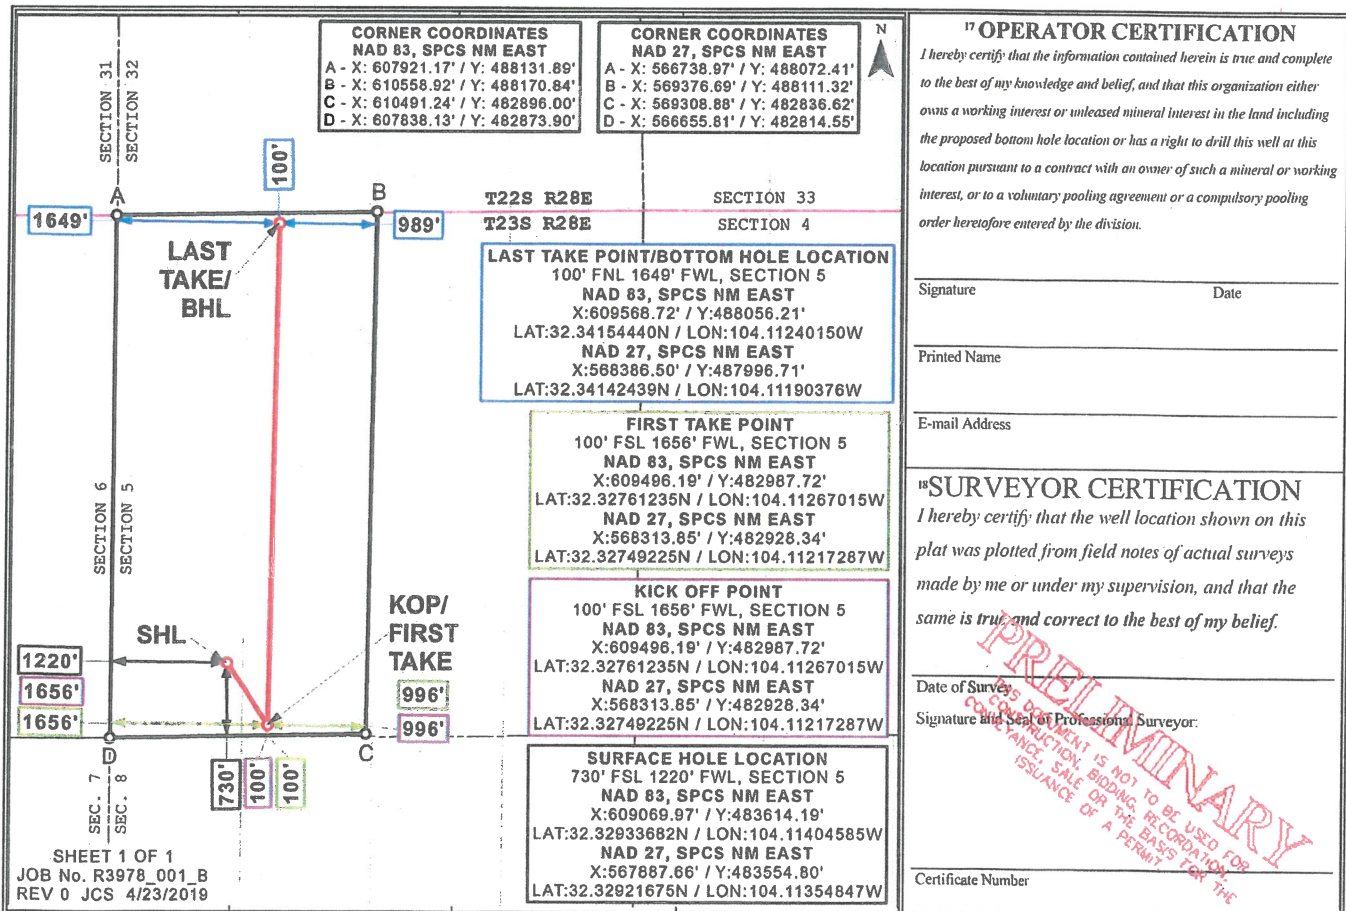 CORNER COORDINATES
NAD 83, SPCS NM EAST
A - X: 607921.17' / Y: 488131.89'
B - X: 610558.92' / Y: 488170.84'
C - X: 610491.24' / Y: 482896.00'
D - X: 607838.13' / Y: 482873.90'
CORNER COORDINATES
NAD 27, SPCS NM EAST
A - X: 566738.97' / Y: 488072.41'
B - X: 569376.69' / Y: 488111.32'
C - X: 569308.88' / Y: 482836.62'
D - X: 566655.81' / Y: 482814.55'
N
SECTION 31
SECTION 32
100'
A
B
1649'
989'
T22S R28E
SECTION 33
T23S R28E
SECTION 4
LAST
TAKE/
BHL
LAST TAKE POINT/BOTTOM HOLE LOCATION
100' FNL 1649' FWL, SECTION 5
NAD 83, SPCS NM EAST
X:609568.72' / Y:488056.21'
LAT:32.34154440N / LON:104.11240150W
NAD 27, SPCS NM EAST
X:568386.50' / Y:487996.71'
LAT:32.34142439N / LON:104.11190376W
FIRST TAKE POINT
100' FSL 1656' FWL, SECTION 5
NAD 83, SPCS NM EAST
X:609496.19' / Y:482987.72'
LAT:32.32761235N / LON:104.11267015W
NAD 27, SPCS NM EAST
X:568313.85' / Y:482928.34'
LAT:32.32749225N / LON:104.11217287W
SECTION 6
SECTION 5
KICK OFF POINT
100' FSL 1656' FWL, SECTION 5
NAD 83, SPCS NM EAST
X:609496.19' / Y:482987.72'
LAT:32.32761235N / LON:104.11267015W
NAD 27, SPCS NM EAST
X:568313.85' / Y:482928.34'
LAT:32.32749225N / LON:104.11217287W
SHL
KOP/
FIRST
TAKE
1220'
1656'
1656'
996'
996'
D
C
730'
100'
100'
SURFACE HOLE LOCATION
730' FSL 1220' FWL, SECTION 5
NAD 83, SPCS NM EAST
X:609069.97' / Y:483614.19'
LAT:32.32933682N / LON:104.11404585W
NAD 27, SPCS NM EAST
X:567887.66' / Y:483554.80'
LAT:32.32921675N / LON:104.11354847W
SEC. 7
SEC. 8
SHEET 1 OF 1
JOB No. R3978_001_B
REV 0 JCS 4/23/2019
17 OPERATOR CERTIFICATION
I hereby certify that the information contained herein is true and complete
to the best of my knowledge and belief, and that this organization either
owns a working interest or unleased mineral interest in the land including
the proposed bottom hole location or has a right to drill this well at this
location pursuant to a contract with an owner of such a mineral or working
interest, or to a voluntary pooling agreement or a compulsory pooling
order heretofore entered by the division.
Signature Date
Printed Name
E-mail Address
18 SURVEYOR CERTIFICATION
I hereby certify that the well location shown on this
plat was plotted from field notes of actual surveys
made by me or under my supervision, and that the
same is true and correct to the best of my belief.
Date of Survey
Signature and Seal of Professional Surveyor:
PRELIMINARY
THIS DOCUMENT IS NOT TO BE USED FOR
CONSTRUCTION, BIDDING, RECORDATION,
CONVEYANCE, SALE OR THE BASIS FOR THE
ISSUANCE OF A PERMIT
Certificate Number